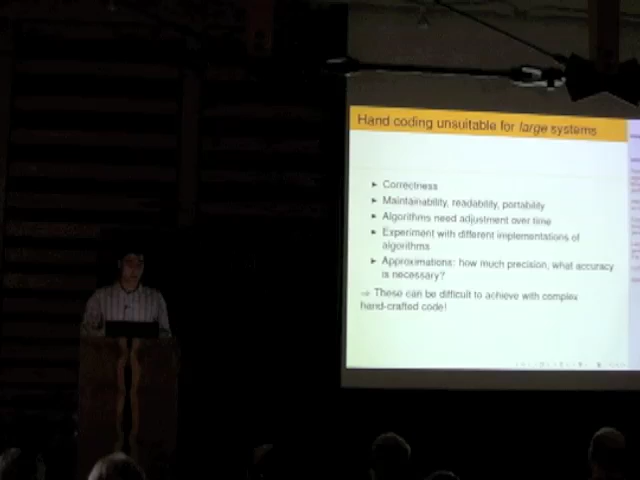 Hand coding unsuitable for large systems
► Correctness
► Maintainability, readability, portability
► Algorithms need adjustment over time
► Experiment with different implementations of
algorithms
► Approximations: how much precision, what accuracy
is necessary?
⇒ These can be difficult to achieve with complex
hand-crafted code!